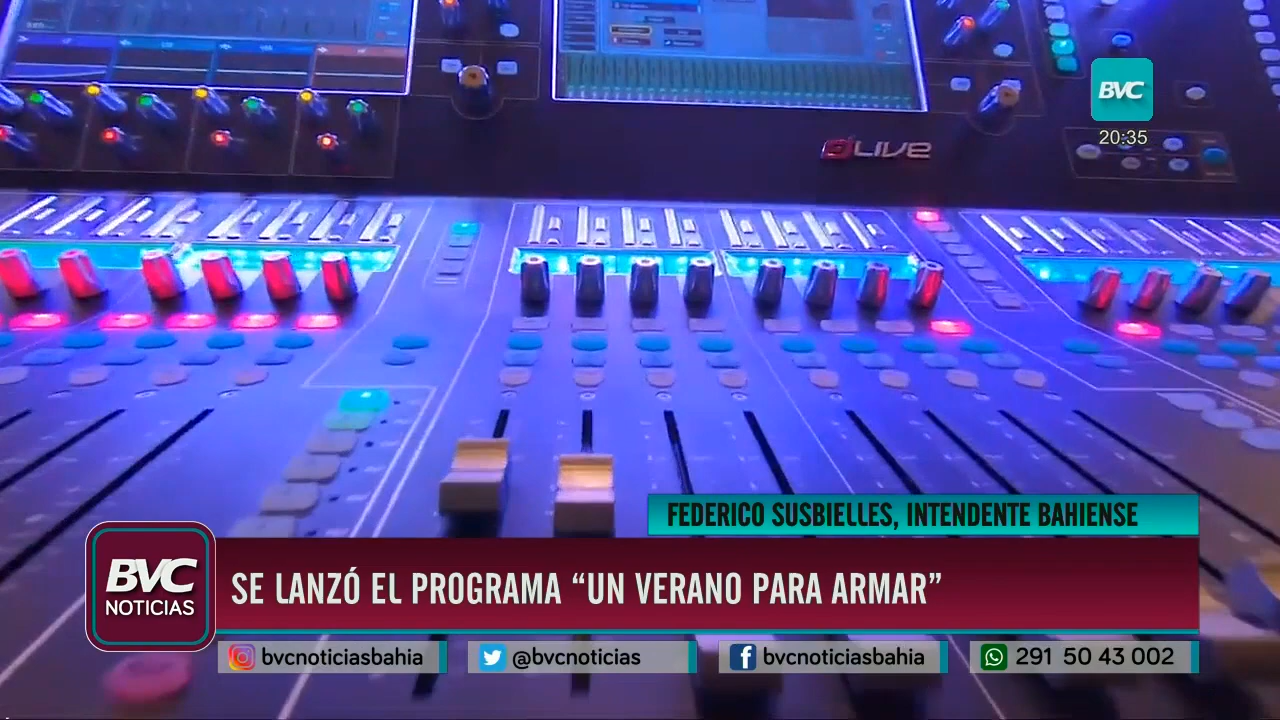 BVC
20:35
dLIVE
FEDERICO SUSBIELLES, INTENDENTE BAHIENSE
BVC
NOTICIAS
SE LANZÓ EL PROGRAMA “UN VERANO PARA ARMAR”
bvcnoticiasbahia
@bvcnoticias
bvcnoticiasbahia
291 50 43 002